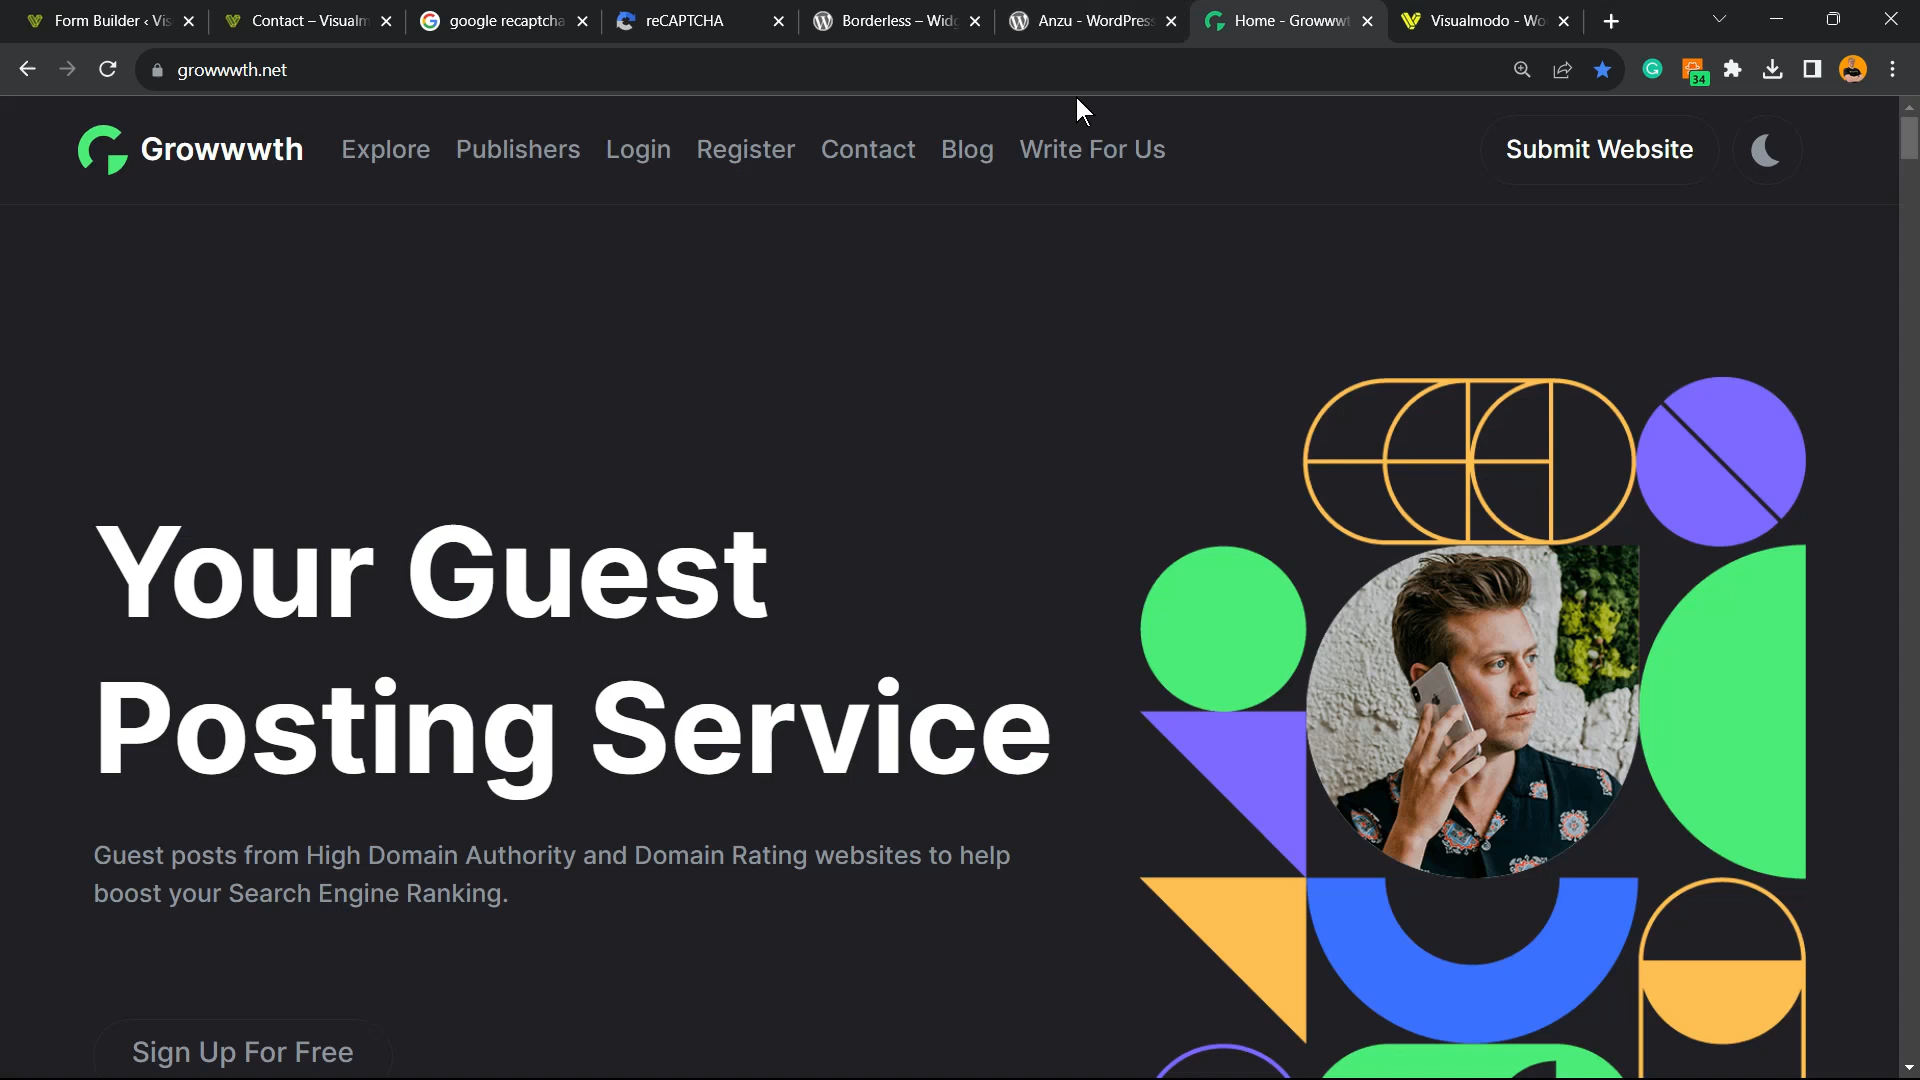 Form Builder ‹ Vis
Contact – Visualm
google recaptcha
reCAPTCHA
Borderless – Widg
Anzu - WordPress
Home - Growwwt
Visualmodo - Wo
growwwth.net
34
Growwwth
Explore
Publishers
Login
Register
Contact
Blog
Write For Us
Submit Website
Your Guest
Posting Service
Guest posts from High Domain Authority and Domain Rating websites to help
boost your Search Engine Ranking.
Sign Up For Free